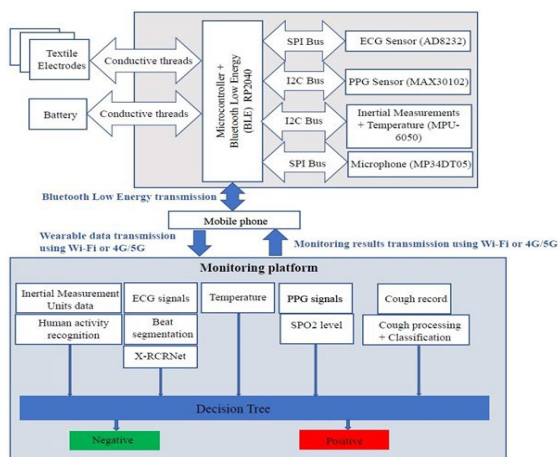 Textile
Electrodes
Conductive threads
Battery
Conductive threads
Microcontroller +
Bluetooth Low Energy
(BLE) RP2040
SPI Bus
ECG Sensor (AD8232)
I2C Bus
PPG Sensor (MAX30102)
I2C Bus
Inertial Measurements
+ Temperature (MPU-
6050)
SPI Bus
Microphone (MP34DT05)
Bluetooth Low Energy transmission
Mobile phone
Wearable data transmission
using Wi-Fi or 4G/5G
Monitoring results transmission using Wi-Fi or 4G/5G
Monitoring platform
Inertial Measurement
Units data
Human activity
recognition
ECG signals
Beat
segmentation
X-RCRNet
Temperature
PPG signals
SPO2 level
Cough record
Cough processing
+ Classification
Decision Tree
Negative
Positive